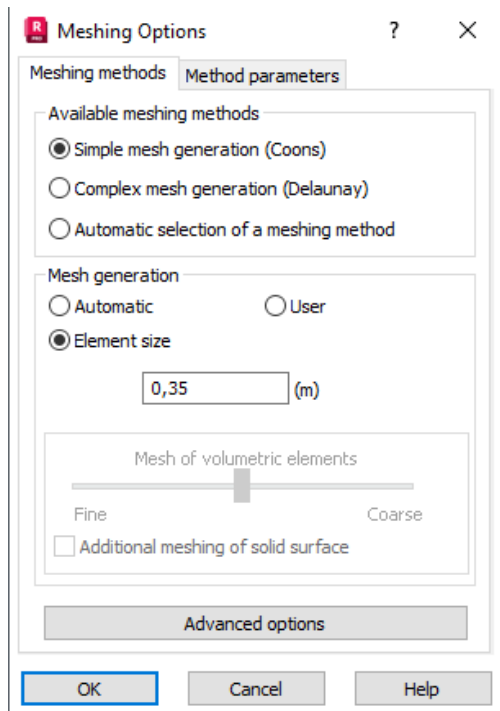 R
PRO
Meshing Options
?
Meshing methods
Method parameters
Available meshing methods
Simple mesh generation (Coons)
Complex mesh generation (Delaunay)
Automatic selection of a meshing method
Mesh generation
Automatic
User
Element size
0,35
(m)
Mesh of volumetric elements
Fine
Coarse
Additional meshing of solid surface
Advanced options
OK
Cancel
Help